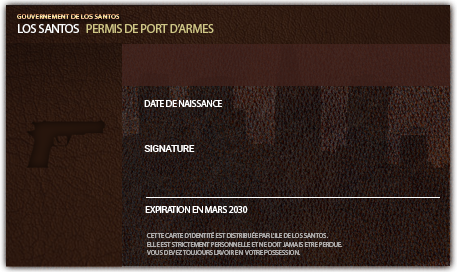 GOUVERNEMENT DE LOS SANTOS
LOS SANTOS PERMIS DE PORT D'ARMES
DATE DE NAISSANCE
SIGNATURE
EXPIRATION EN MARS 2030
CETTE CARTE D'IDENTITÉ EST DISTRIBUÉE PAR L'ILE DE LOS SANTOS.
ELLE EST STRICTEMENT PERSONNELLE ET NE DOIT JAMAIS ETRE PERDUE.
VOUS DEVEZ TOUJOURS L'AVOIR EN VOTRE POSSESSION.